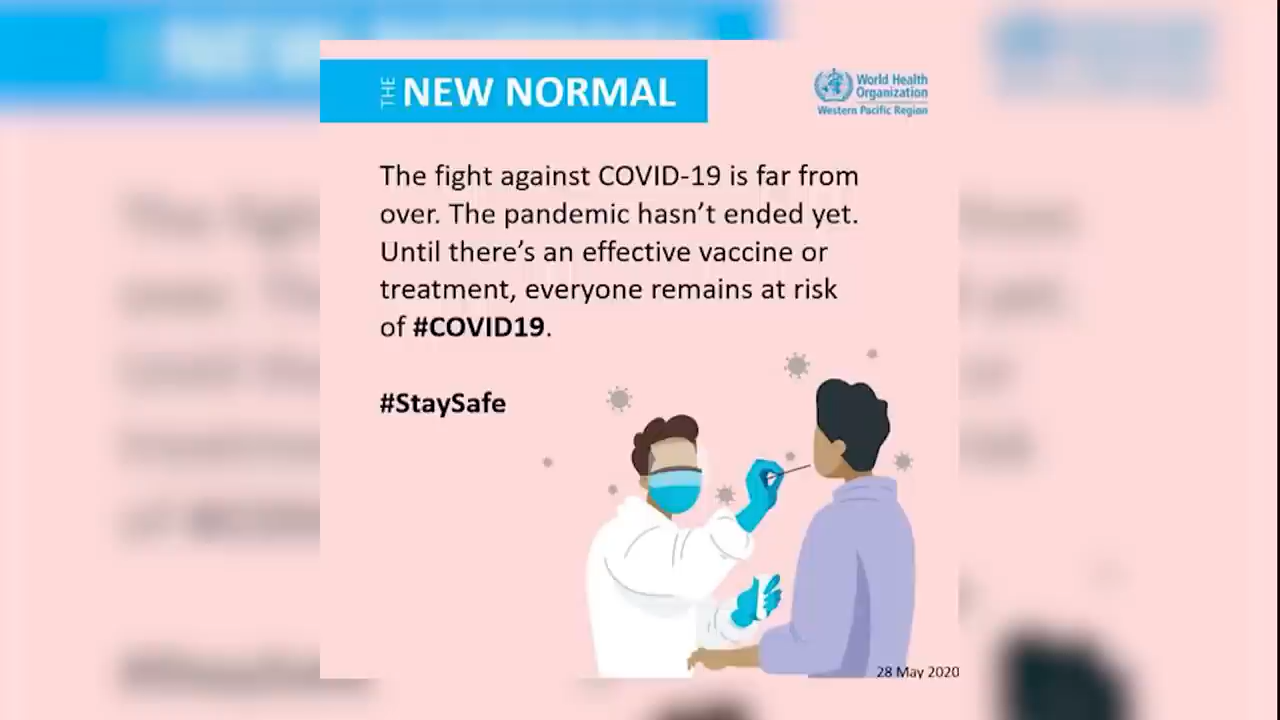 THE NEW NORMAL
World Health
Organization
Western Pacific Region
The fight against COVID-19 is far from
over. The pandemic hasn't ended yet.
Until there's an effective vaccine or
treatment, everyone remains at risk
of #COVID19.
#StaySafe
28 May 2020